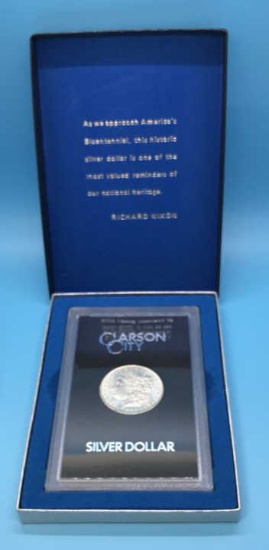 As we approach America's
Bicentennial, this historic
silver dollar is one of the
most valued reminders of
our national heritage.
RICHARD NIXON
CARSON
CITY
SILVER DOLLAR